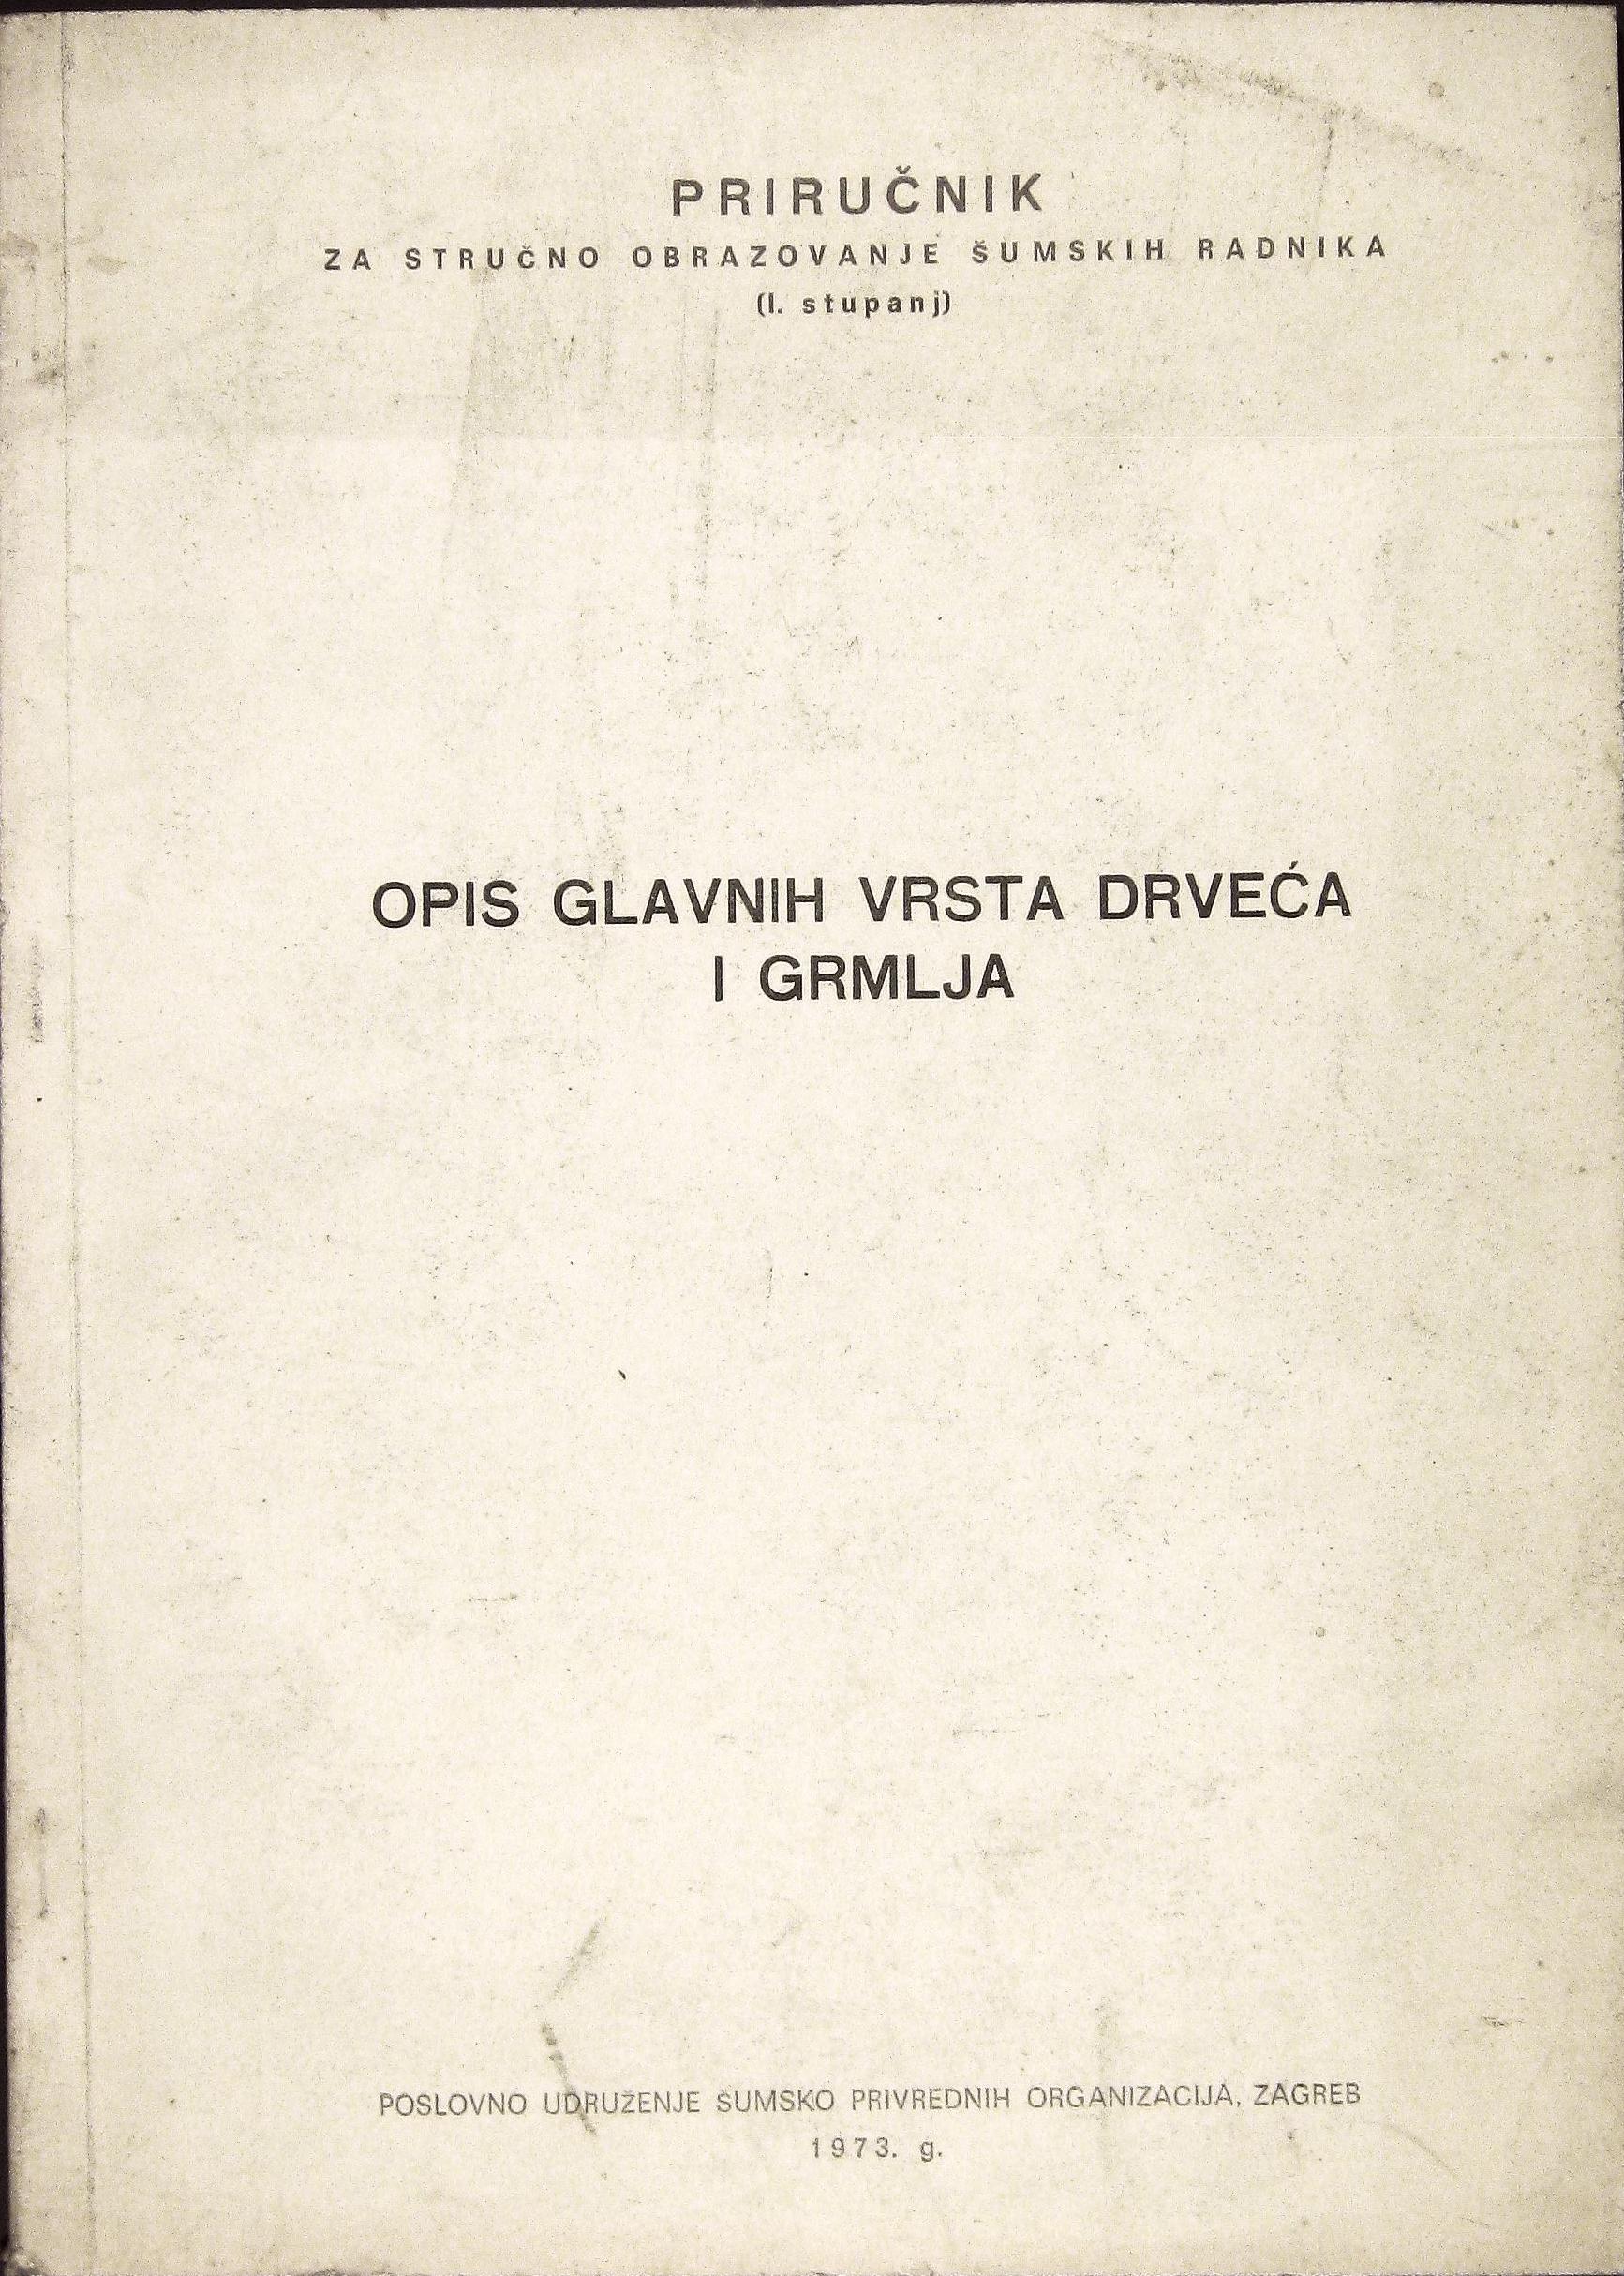 PRIRUČNIK
ZA STRUČNO OBRAZOVANJE ŠUMSKIH RADNIKA
(I. stupanj)
OPIS GLAVNIH VRSTA DRVEĆA
I GRMLJA
POSLOVNO UDRUŽENJE ŠUMSKO PRIVREDNIH ORGANIZACIJA, ZAGREB
1973. g.